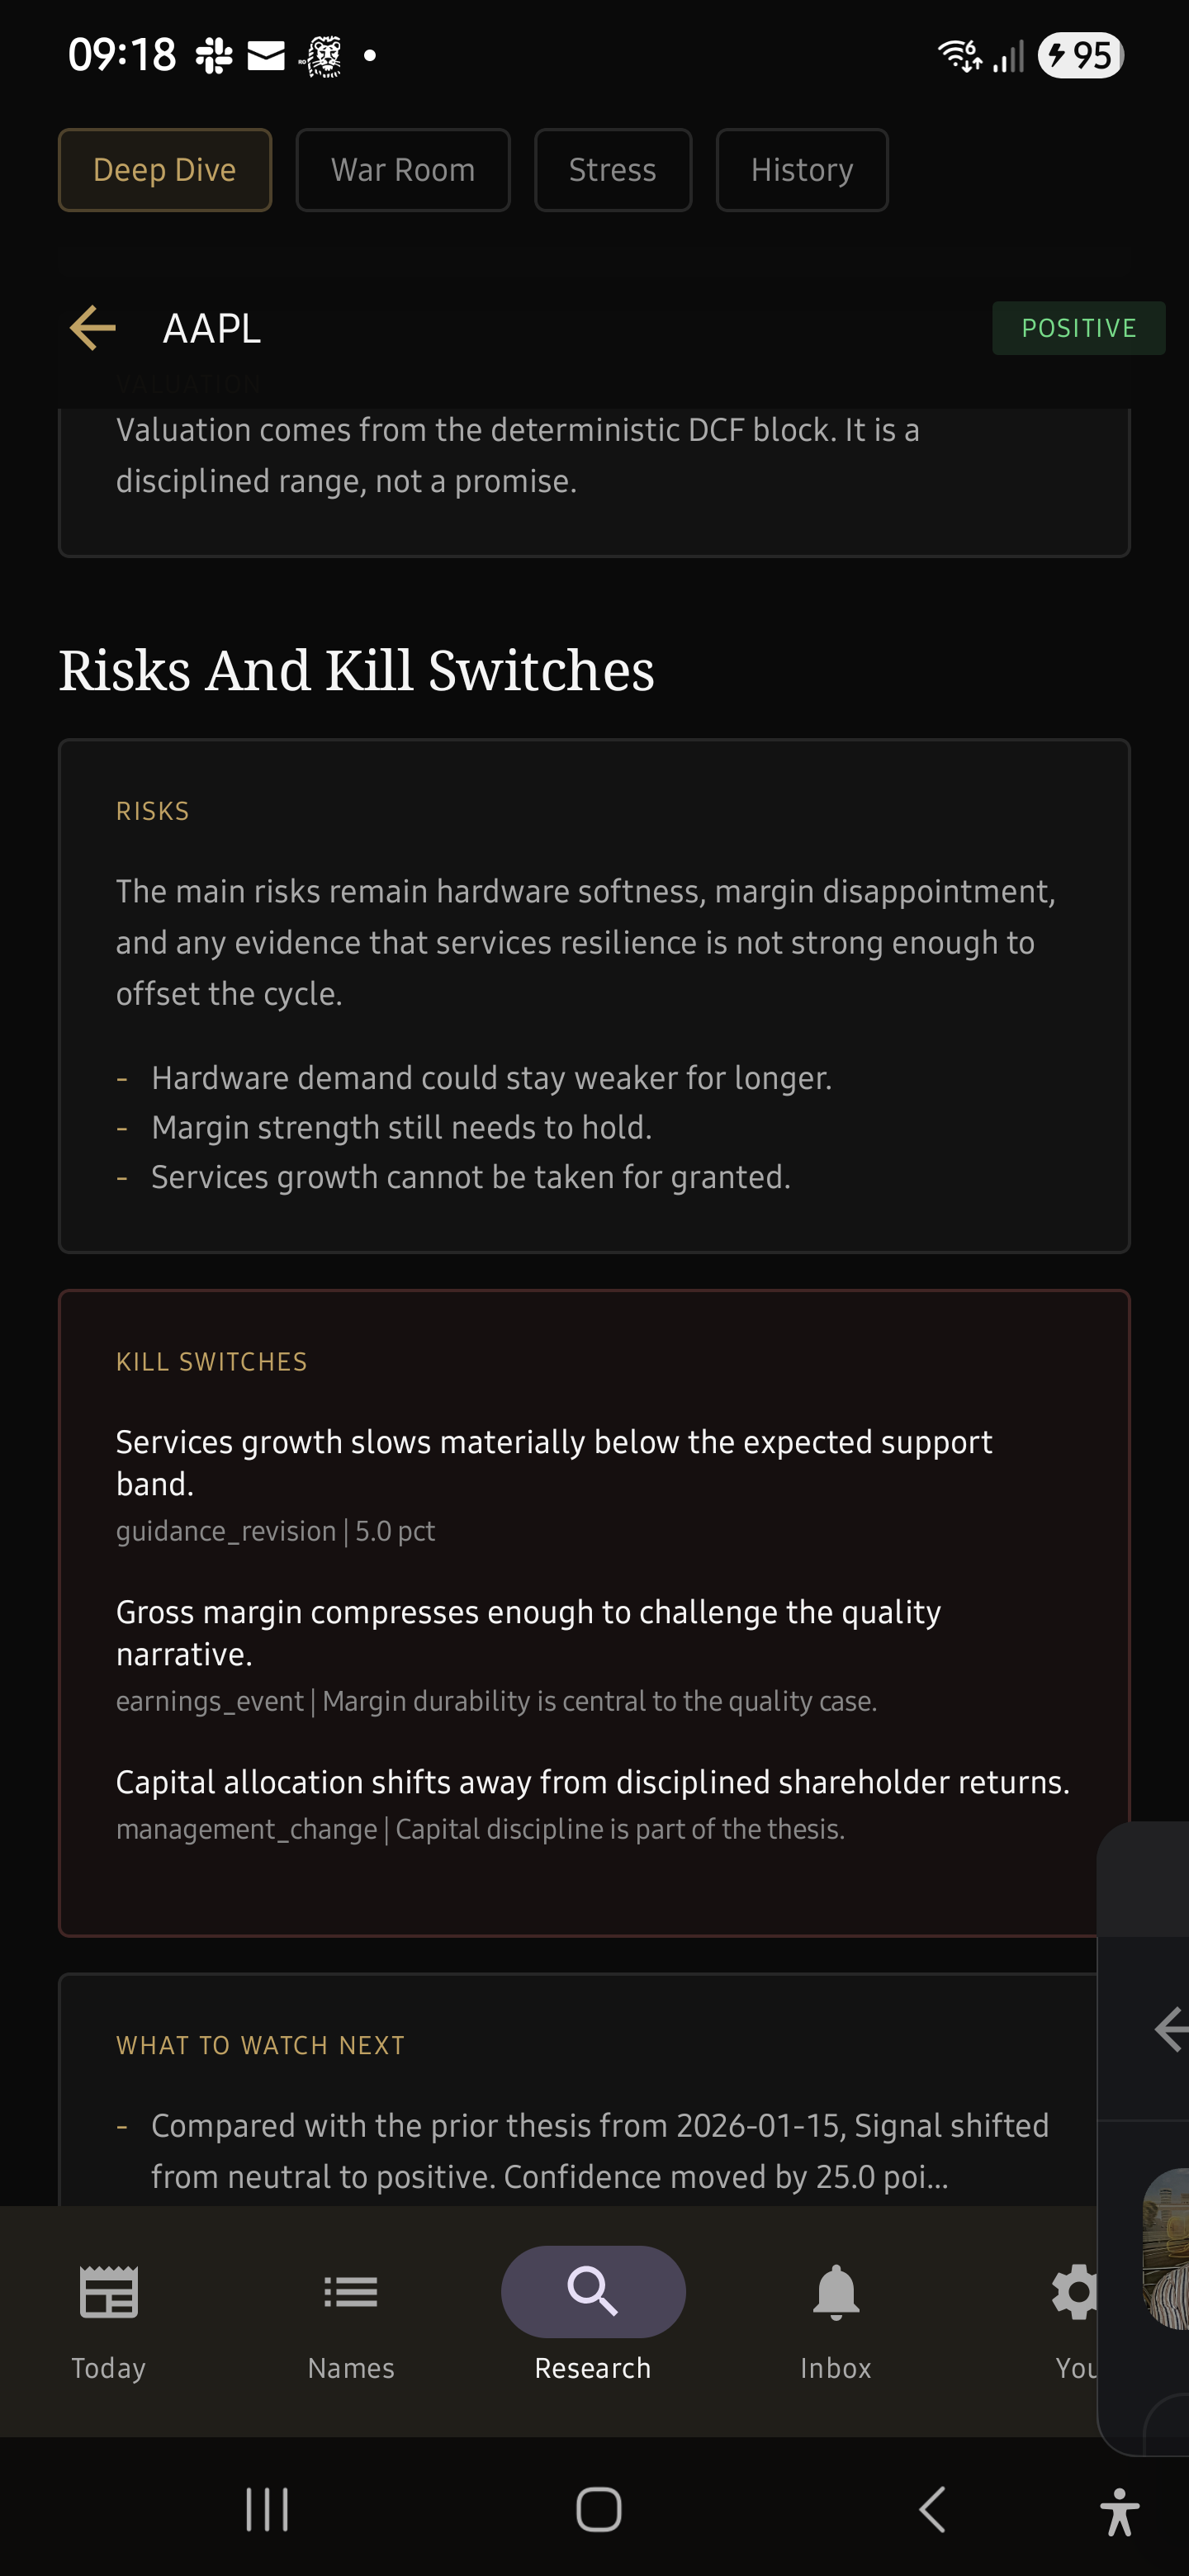 09:18
6
95
Deep Dive
War Room
Stress
History
AAPL
POSITIVE
VALUATION
Valuation comes from the deterministic DCF block. It is a
disciplined range, not a promise.
Risks And Kill Switches
RISKS
The main risks remain hardware softness, margin disappointment,
and any evidence that services resilience is not strong enough to
offset the cycle.
- Hardware demand could stay weaker for longer.
- Margin strength still needs to hold.
- Services growth cannot be taken for granted.
KILL SWITCHES
Services growth slows materially below the expected support
band.
guidance_revision | 5.0 pct
Gross margin compresses enough to challenge the quality
narrative.
earnings_event | Margin durability is central to the quality case.
Capital allocation shifts away from disciplined shareholder returns.
management_change | Capital discipline is part of the thesis.
WHAT TO WATCH NEXT
- Compared with the prior thesis from 2026-01-15, Signal shifted
from neutral to positive. Confidence moved by 25.0 poi...
Today
Names
Research
Inbox
You